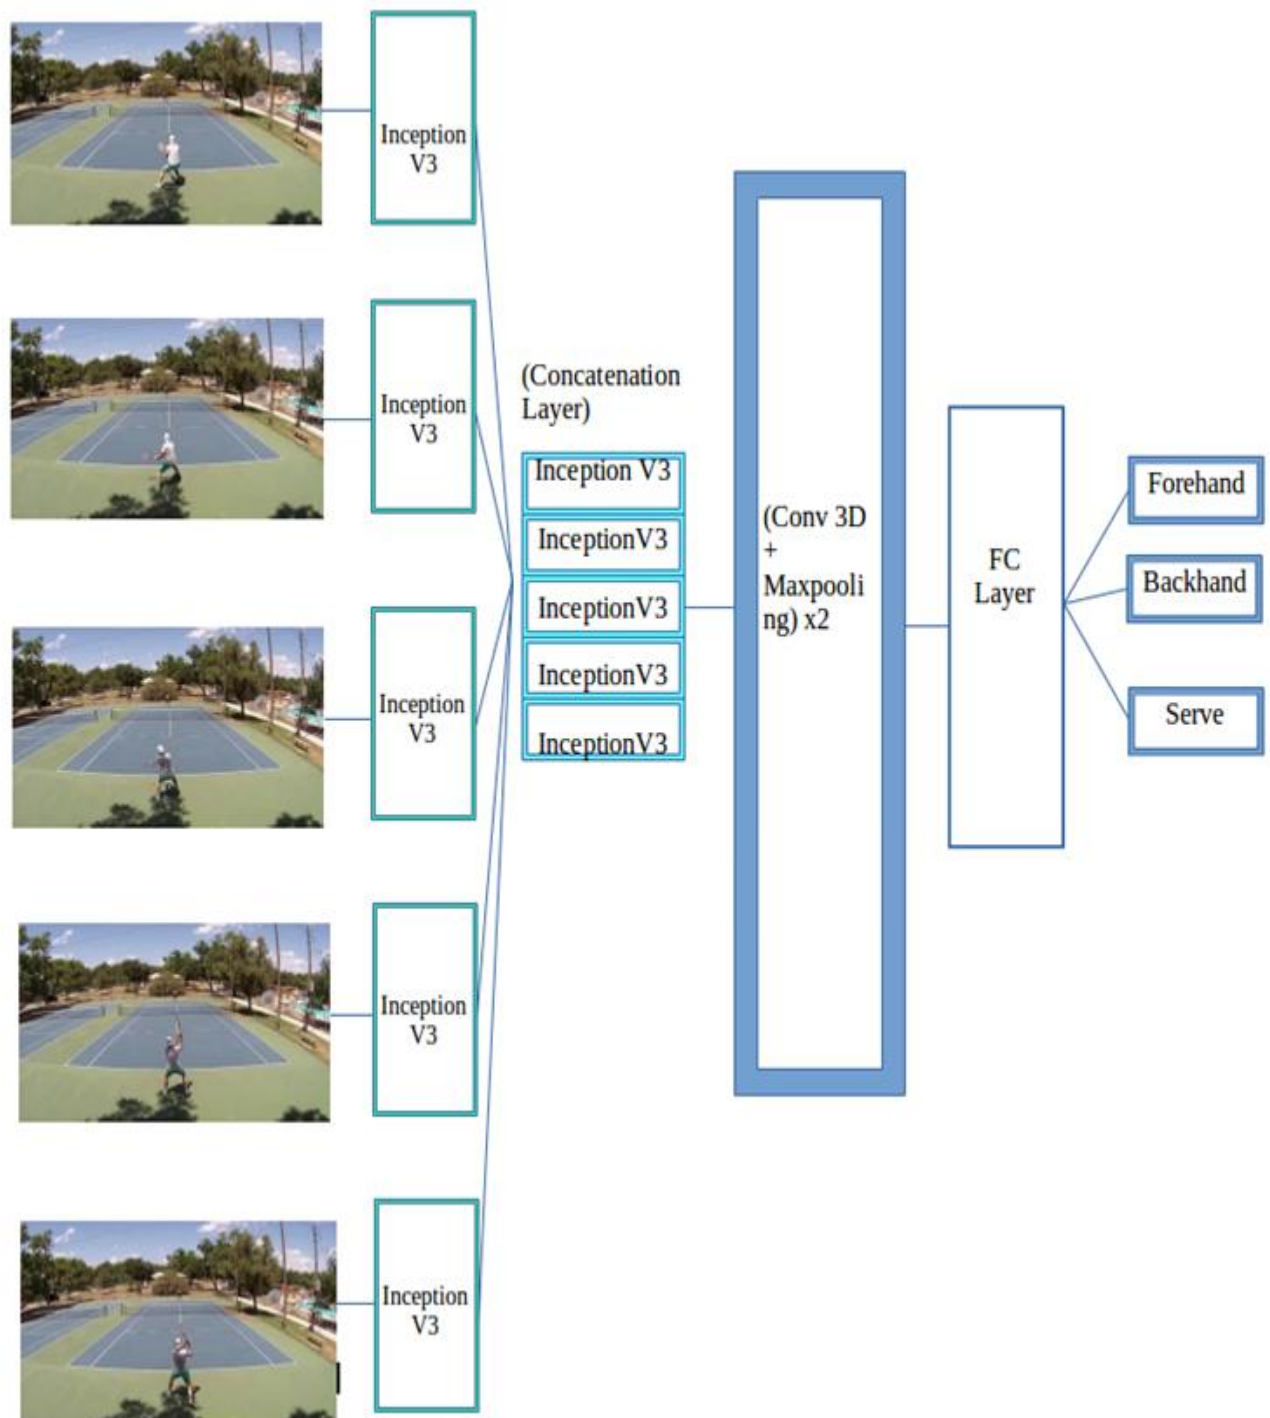 Inception
V3
Inception
V3
Inception
V3
Inception
V3
Inception
V3
(Concatenation
Layer)
Inception V3
InceptionV3
InceptionV3
InceptionV3
InceptionV3
(Conv 3D
+
Maxpooli
ng) x2
FC
Layer
Forehand
Backhand
Serve